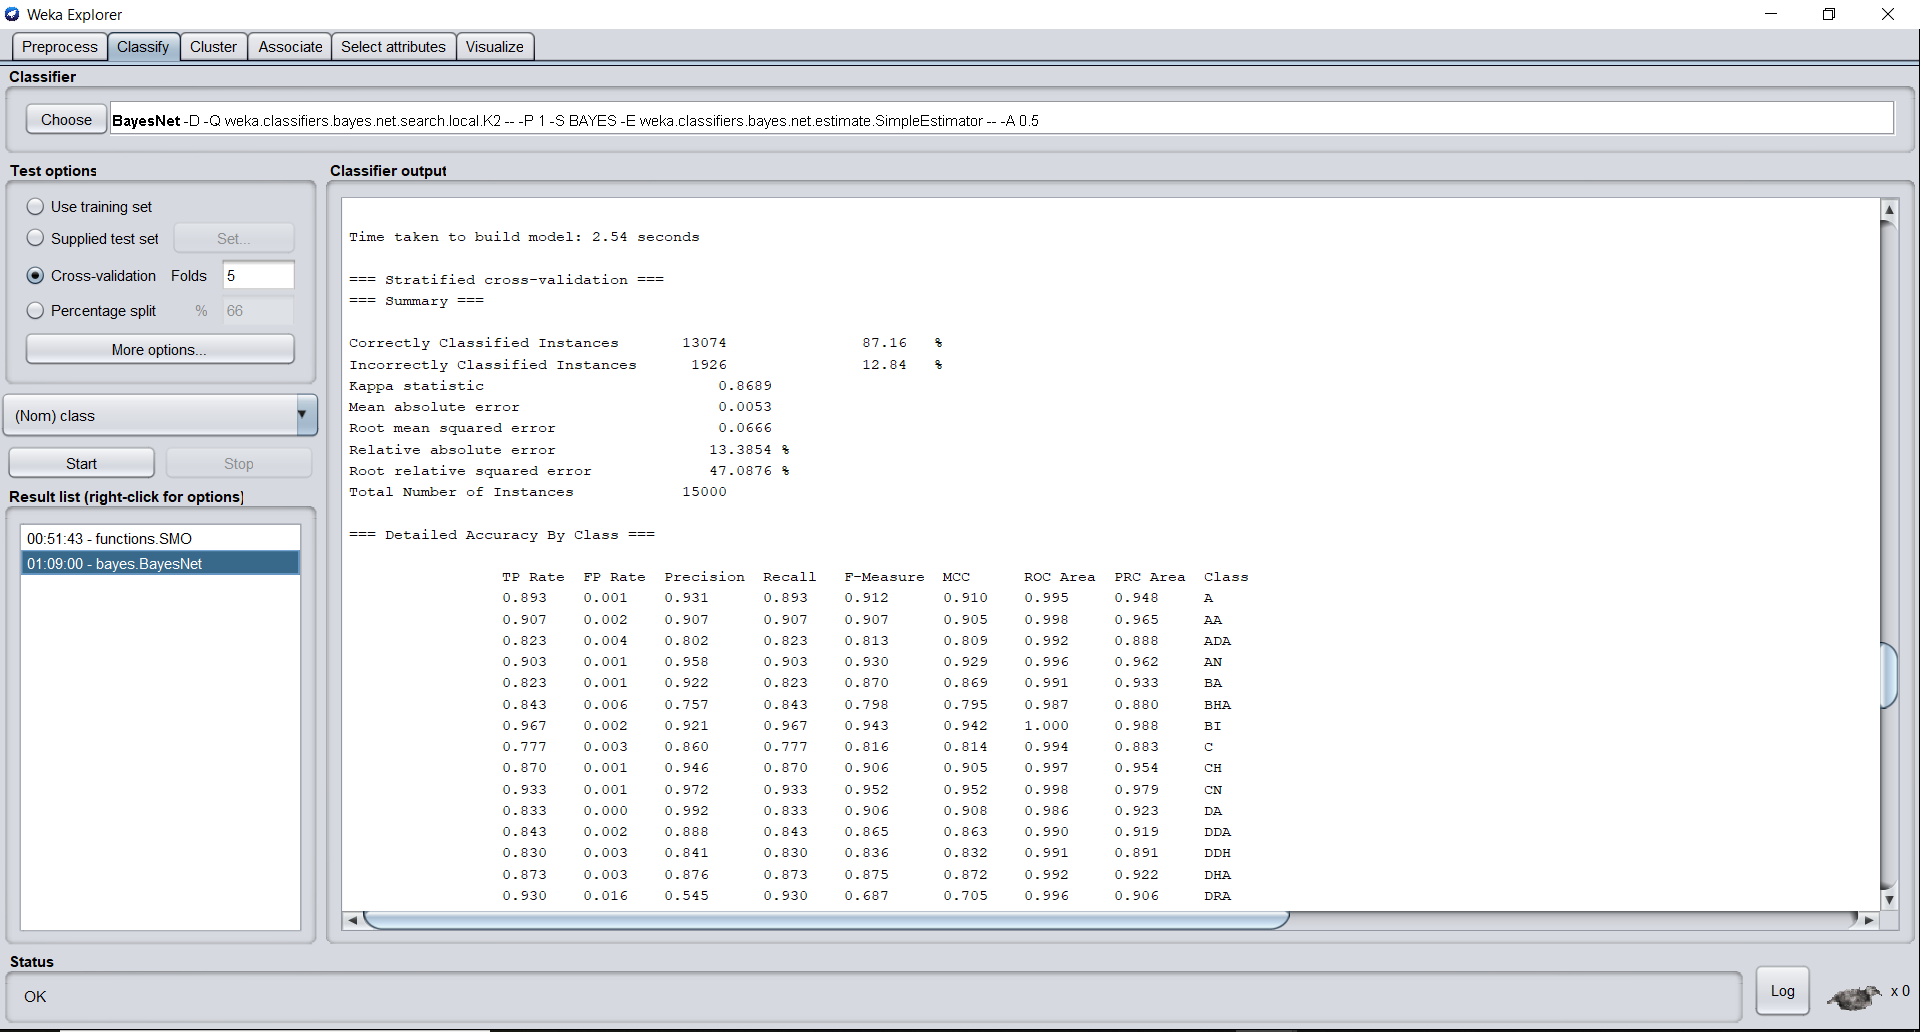 Weka Explorer
Preprocess Classify Cluster Associate Select attributes Visualize
Classifier
Choose BayesNet -D -Q weka.classifiers.bayes.net.search.local.K2 -- -P 1 -S BAYES -E weka.classifiers.bayes.net.estimate.SimpleEstimator -- -A 0.5
Test options
Use training set
Supplied test set Set...
Cross-validation Folds 5
Percentage split % 66
More options...
(Nom) class
Start Stop
Result list (right-click for options)
00:51:43 - functions.SMO
01:09:00 - bayes.BayesNet
Classifier output
Time taken to build model: 2.54 seconds
=== Stratified cross-validation ===
=== Summary ===
Correctly Classified Instances 13074 87.16 %
Incorrectly Classified Instances 1926 12.84 %
Kappa statistic 0.8689
Mean absolute error 0.0053
Root mean squared error 0.0666
Relative absolute error 13.3854 %
Root relative squared error 47.0876 %
Total Number of Instances 15000
=== Detailed Accuracy By Class ===
TP Rate FP Rate Precision Recall F-Measure MCC ROC Area PRC Area Class
0.893 0.001 0.931 0.893 0.912 0.910 0.995 0.948 A
0.907 0.002 0.907 0.907 0.907 0.905 0.998 0.965 AA
0.823 0.004 0.802 0.823 0.813 0.809 0.992 0.888 ADA
0.903 0.001 0.958 0.903 0.930 0.929 0.996 0.962 AN
0.823 0.001 0.922 0.823 0.870 0.869 0.991 0.933 BA
0.843 0.006 0.757 0.843 0.798 0.795 0.987 0.880 BHA
0.967 0.002 0.921 0.967 0.943 0.942 1.000 0.988 BI
0.777 0.003 0.860 0.777 0.816 0.814 0.994 0.883 C
0.870 0.001 0.946 0.870 0.906 0.905 0.997 0.954 CH
0.933 0.001 0.972 0.933 0.952 0.952 0.998 0.979 CN
0.833 0.000 0.992 0.833 0.906 0.908 0.986 0.923 DA
0.843 0.002 0.888 0.843 0.865 0.863 0.990 0.919 DDA
0.830 0.003 0.841 0.830 0.836 0.832 0.991 0.891 DDH
0.873 0.003 0.876 0.873 0.875 0.872 0.992 0.922 DHA
0.930 0.016 0.545 0.930 0.687 0.705 0.996 0.906 DRA
Status
OK
Log x 0